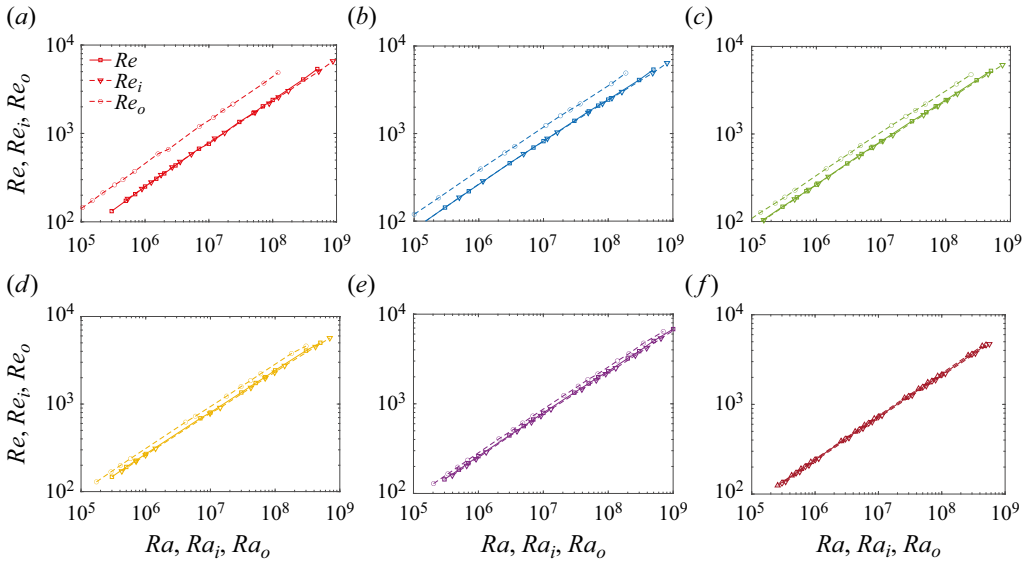 (a) (b) (c)
10^4 10^4 10^4
Re
Re_i
Re_o
Re, Re_i, Re_o
10^3 10^3 10^3
10^2 10^2 10^2
10^5 10^6 10^7 10^8 10^9 10^5 10^6 10^7 10^8 10^9 10^5 10^6 10^7 10^8 10^9
(d) (e) (f)
10^4 10^4 10^4
Re, Re_i, Re_o
10^3 10^3 10^3
10^2 10^2 10^2
10^5 10^6 10^7 10^8 10^9 10^5 10^6 10^7 10^8 10^9 10^5 10^6 10^7 10^8 10^9
Ra, Ra_i, Ra_o Ra, Ra_i, Ra_o Ra, Ra_i, Ra_o